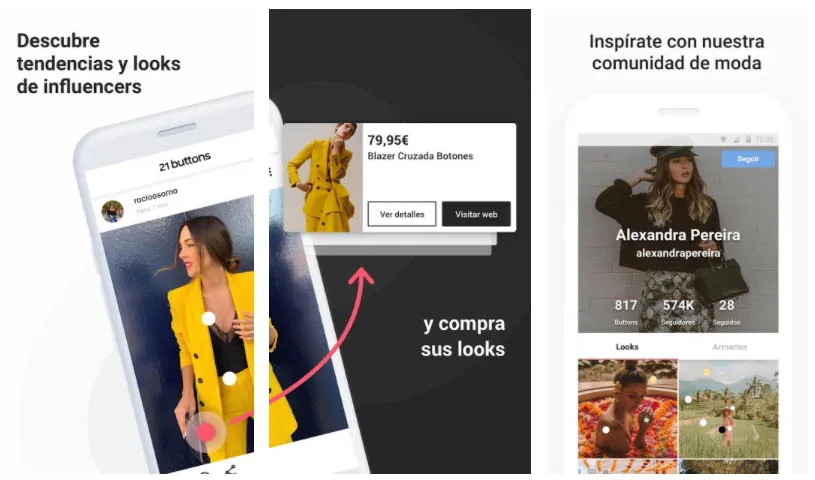 Descubre
tendencias y looks
de influencers
21 buttons
rocioosorno
79,95€
Blazer Cruzada Botones
Ver detalles
Visitar web
y compra
sus looks
Inspírate con nuestra
comunidad de moda
12:00
Seguir
Alexandra Pereira
alexandrapereira
817 574K 28
Buttons Seguidores Seguidos
Looks Armarios